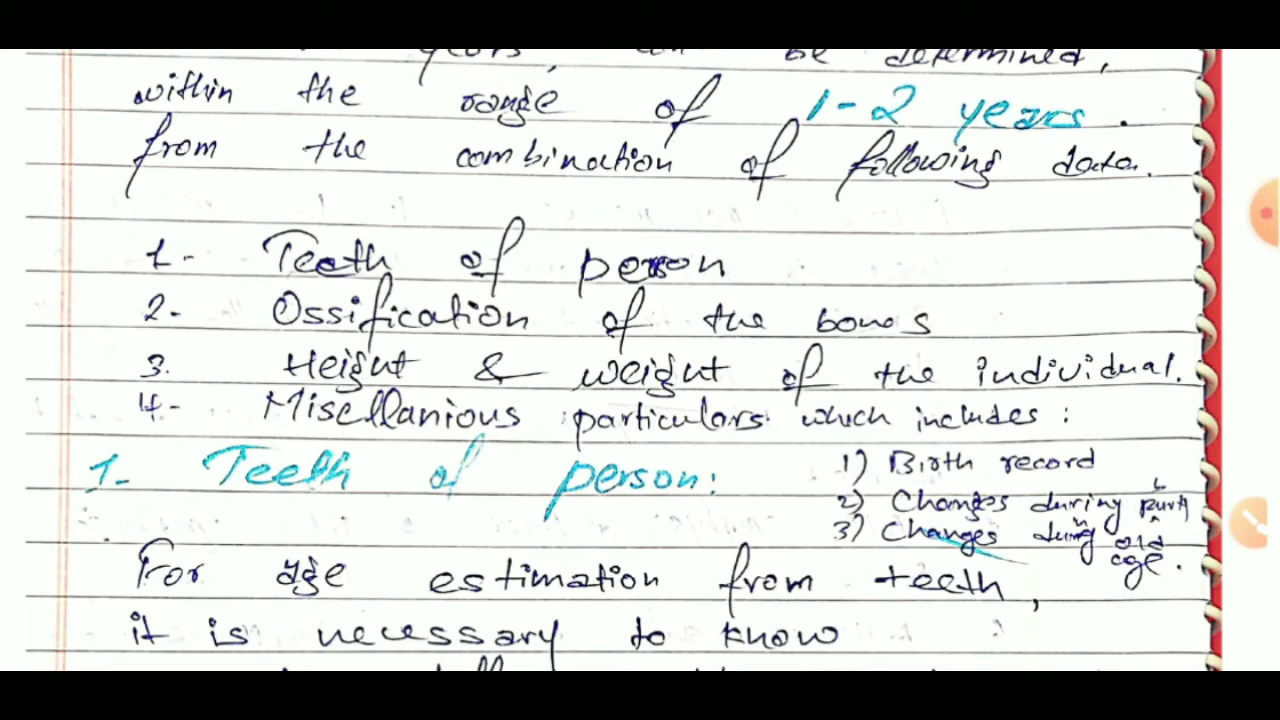 be determined,
within the range of 1-2 years.
from the combination of following data.
1- Teeth of person
2- Ossification of the bones
3. Height & weight of the individual.
4- Miscellanious particulars which includes:
1) Birth record
2) Changes during
3) Changes during old
age.
1- Teeth of person:
For age estimation from teeth,
it is necessary to know